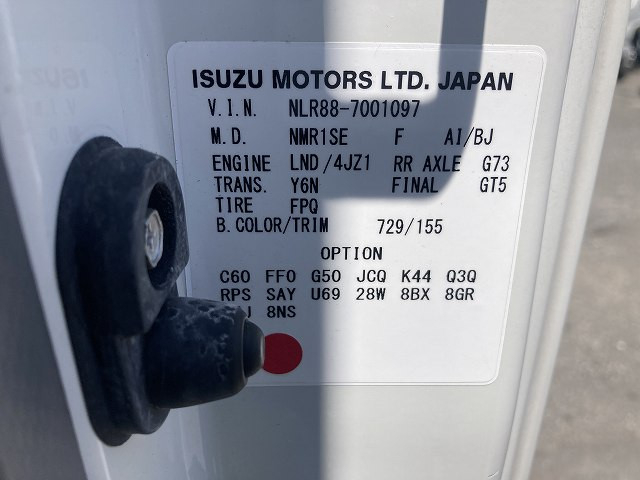 ISUZU MOTORS LTD. JAPAN
V.I.N. NLR88-7001097
M.D. NMR1SE F AI/BJ
ENGINE LND/4JZ1 RR AXLE G73
TRANS. Y6N FINAL GT5
TIRE FPQ
B.COLOR/TRIM 729/155
OPTION
C60 FF0 G50 JCQ K44 Q3Q
RPS SAY U69 28W 8BX 8GR
8NS